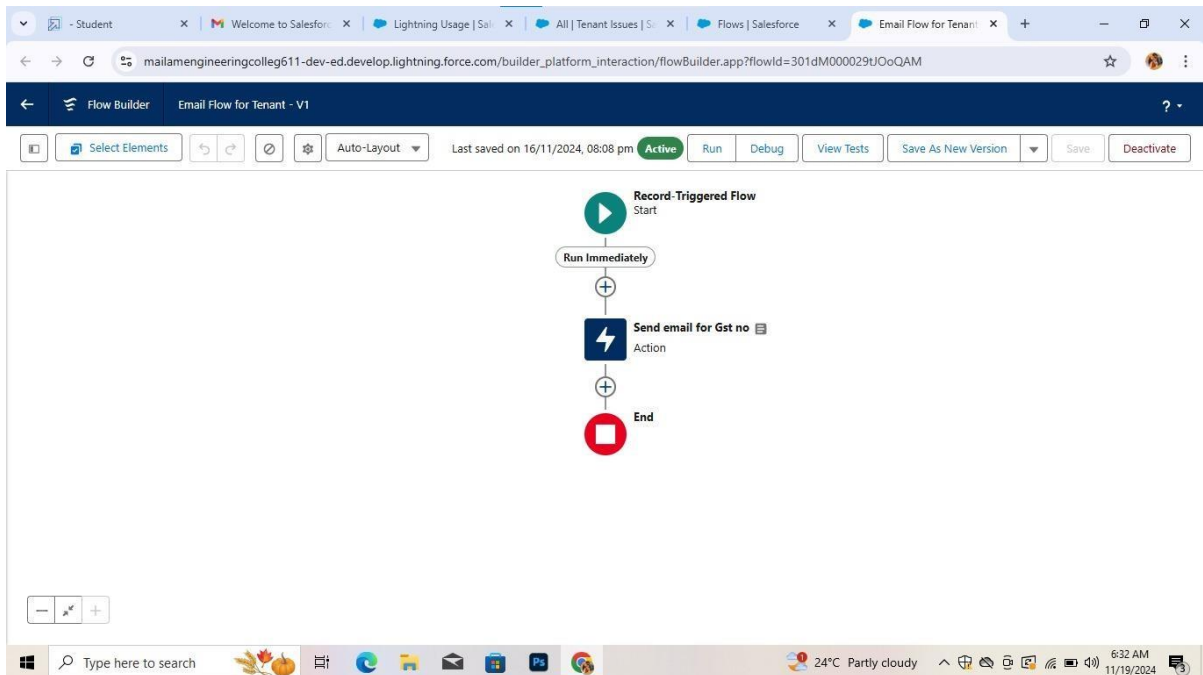 - Student
Welcome to Salesforc
Lightning Usage | Sal
All | Tenant Issues | S
Flows | Salesforce
Email Flow for Tenant
mailamengineeringcolleg611-dev-ed.develop.lightning.force.com/builder_platform_interaction/flowBuilder.app?flowId=301dM000029tJOoQAM
Flow Builder Email Flow for Tenant - V1 ?
Select Elements Auto-Layout Last saved on 16/11/2024, 08:08 pm Active Run Debug View Tests Save As New Version Save Deactivate
Record-Triggered Flow
Start
Run Immediately
Send email for Gst no
Action
End
Type here to search Ps 24°C Partly cloudy 6:32 AM
11/19/2024 3